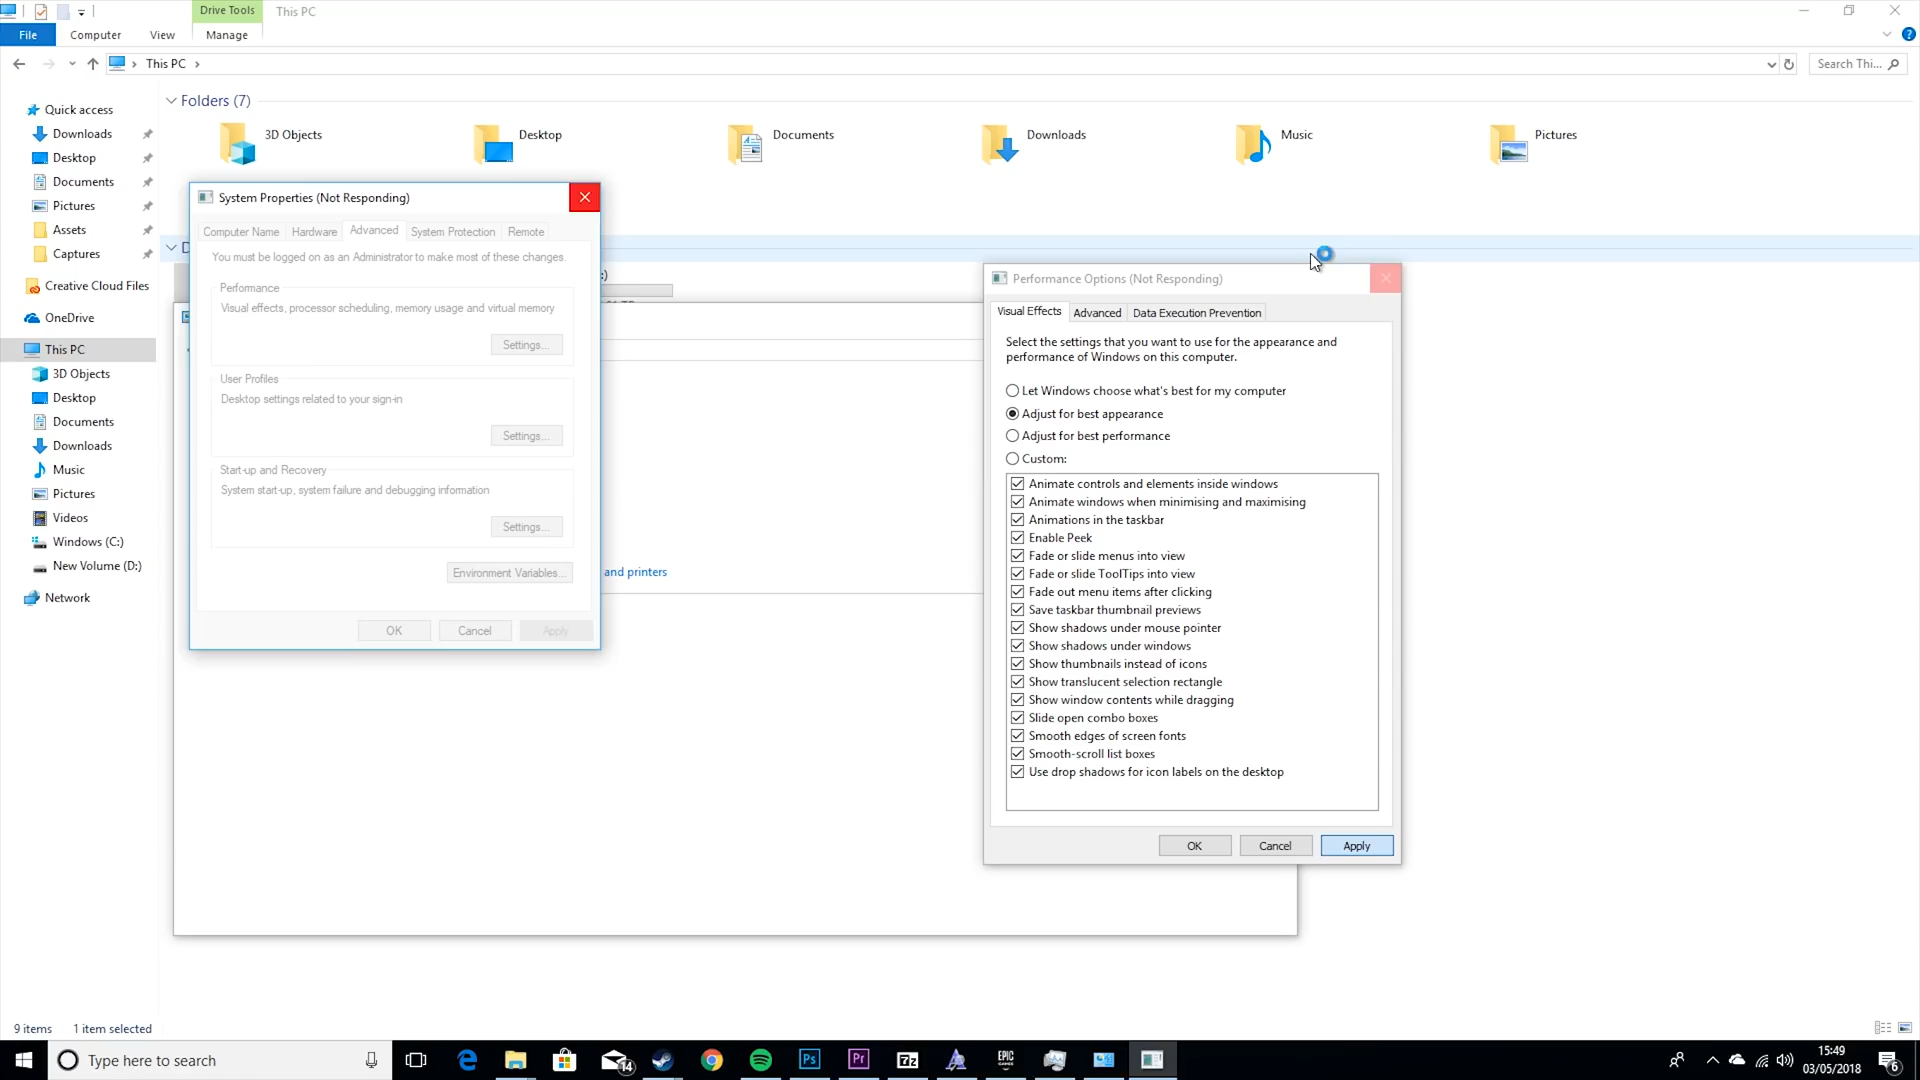 Drive Tools
This PC
File
Computer
View
Manage
This PC
Search Thi...
Quick access
Downloads
Desktop
Documents
Pictures
Assets
Captures
Creative Cloud Files
OneDrive
This PC
3D Objects
Desktop
Documents
Downloads
Music
Pictures
Videos
Windows (C:)
New Volume (D:)
Network
Folders (7)
3D Objects
Desktop
Documents
Downloads
Music
Pictures
System Properties (Not Responding)
Computer Name
Hardware
Advanced
System Protection
Remote
You must be logged on as an Administrator to make most of these changes.
Performance
Visual effects, processor scheduling, memory usage and virtual memory
Settings...
User Profiles
Desktop settings related to your sign-in
Settings...
Start-up and Recovery
System start-up, system failure and debugging information
Settings...
Environment Variables...
OK
Cancel
Apply
and printers
Performance Options (Not Responding)
Visual Effects
Advanced
Data Execution Prevention
Select the settings that you want to use for the appearance and
performance of Windows on this computer.
Let Windows choose what's best for my computer
Adjust for best appearance
Adjust for best performance
Custom:
Animate controls and elements inside windows
Animate windows when minimising and maximising
Animations in the taskbar
Enable Peek
Fade or slide menus into view
Fade or slide ToolTips into view
Fade out menu items after clicking
Save taskbar thumbnail previews
Show shadows under mouse pointer
Show shadows under windows
Show thumbnails instead of icons
Show translucent selection rectangle
Show window contents while dragging
Slide open combo boxes
Smooth edges of screen fonts
Smooth-scroll list boxes
Use drop shadows for icon labels on the desktop
OK
Cancel
Apply
9 items
1 item selected
Type here to search
14
Ps
Pr
7z
EPIC
GAMES
15:49
03/05/2018
6